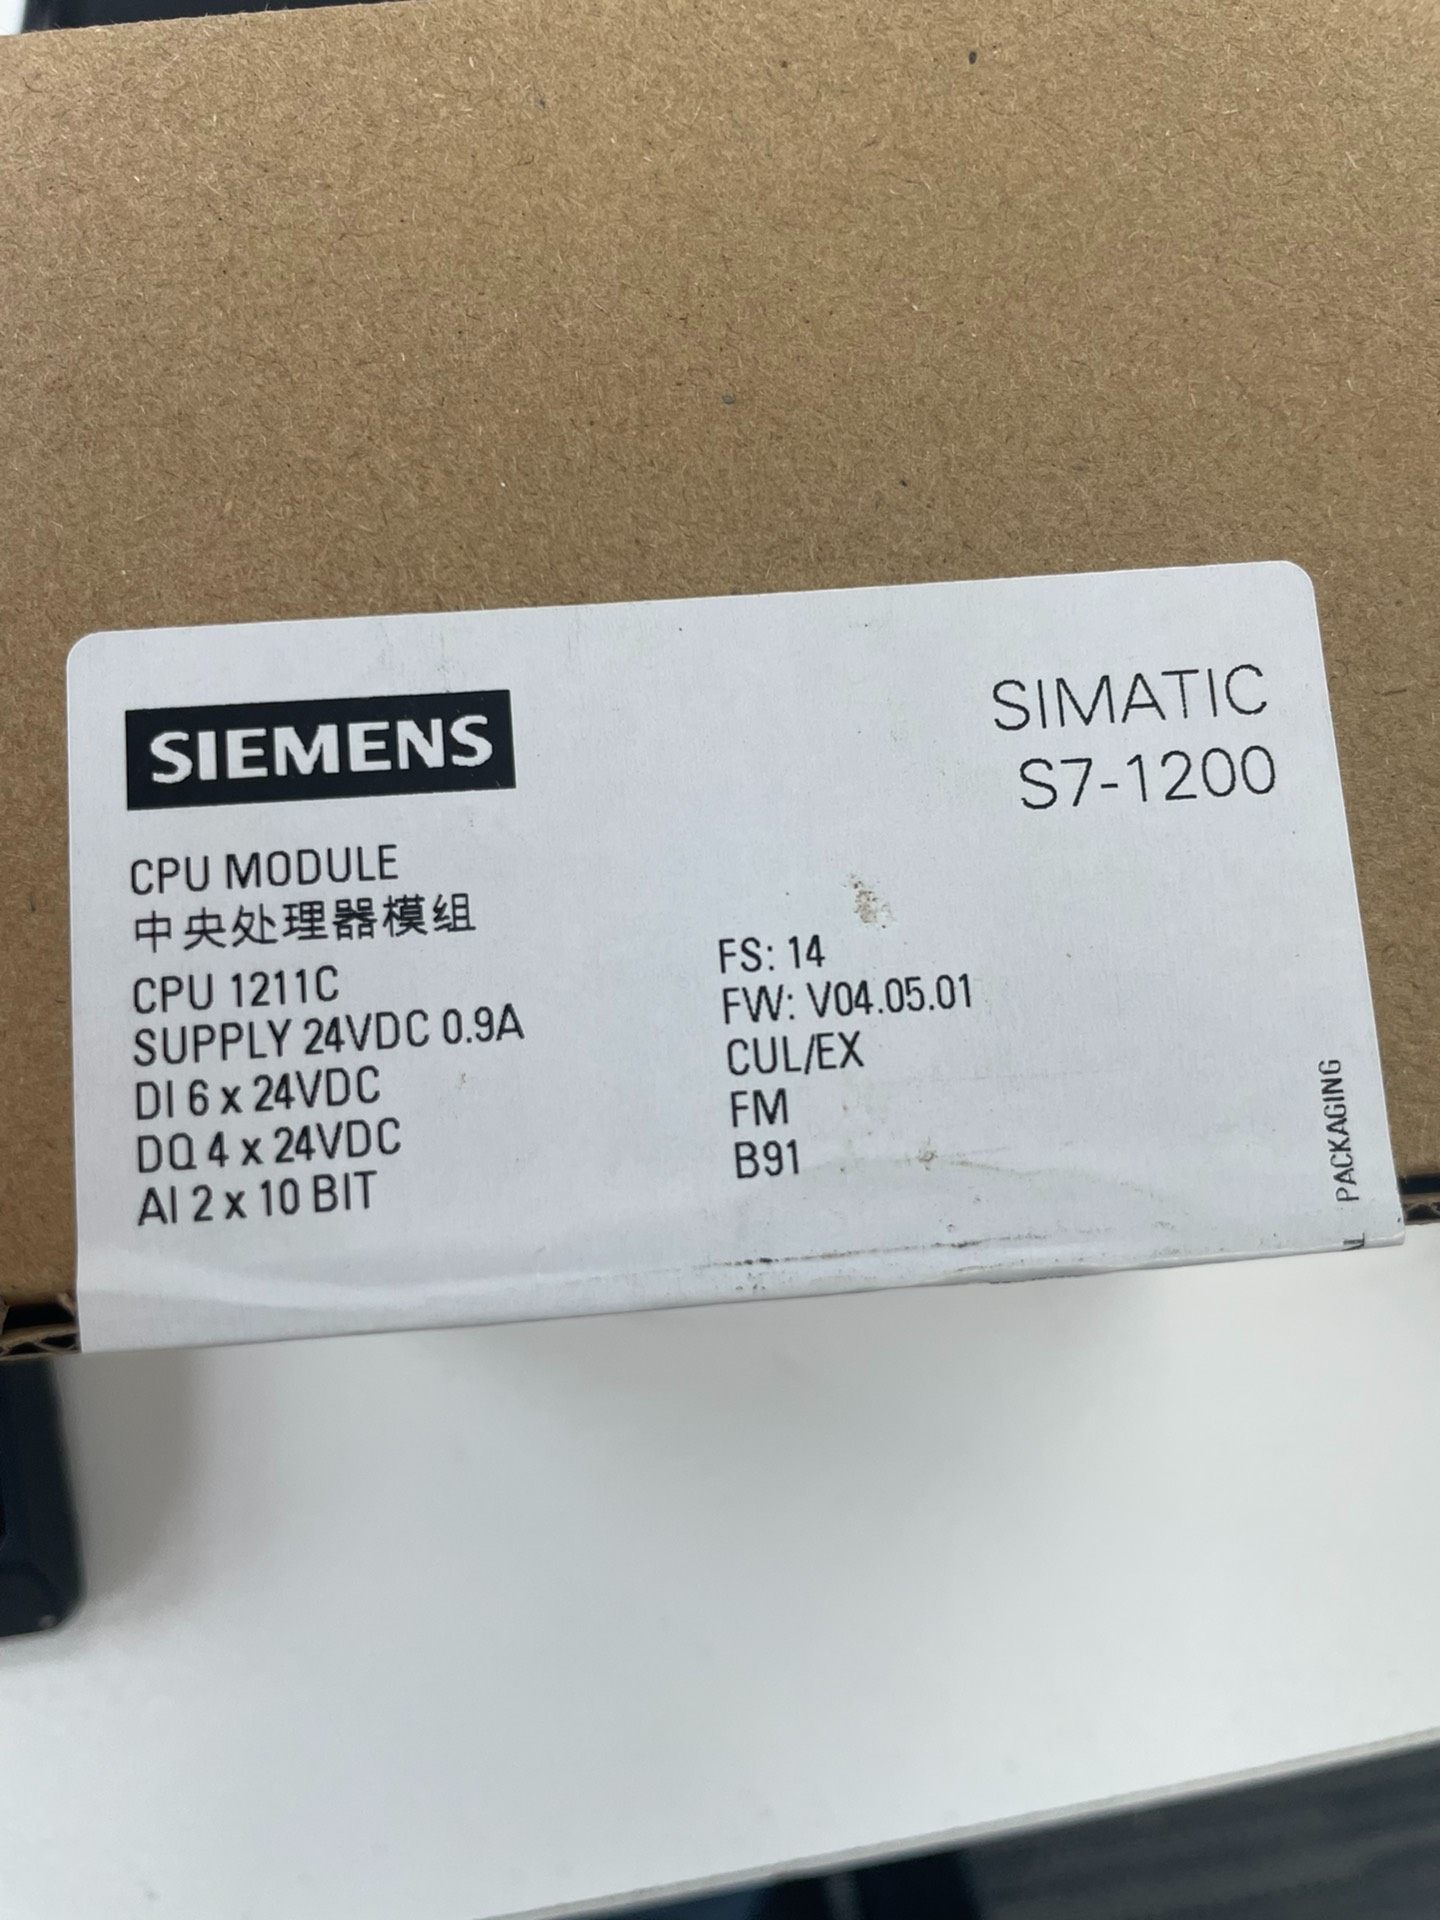 SIEMENS
SIMATIC
S7-1200
CPU MODULE
中央处理器模组
CPU 1211C
SUPPLY 24VDC 0.9A
DI 6 x 24VDC
DQ 4 x 24VDC
AI 2 x 10 BIT
FS: 14
FW: V04.05.01
CUL/EX
FM
B91
PACKAGING